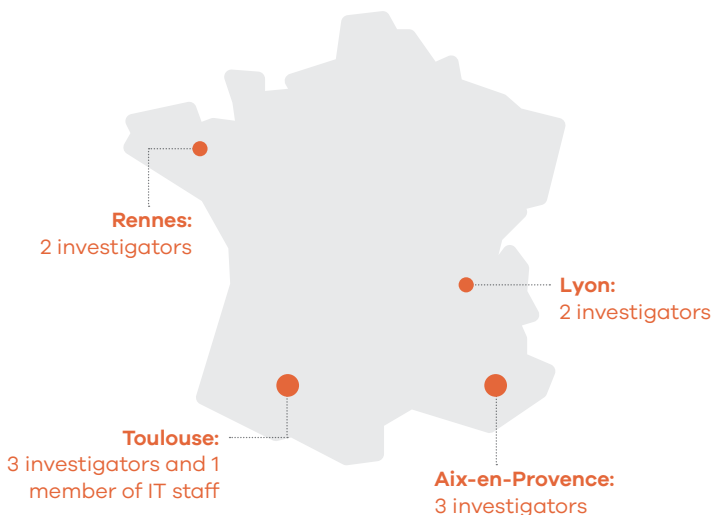 Rennes:
2 investigators
Lyon:
2 investigators
Toulouse:
3 investigators and 1
member of IT staff
Aix-en-Provence:
3 investigators